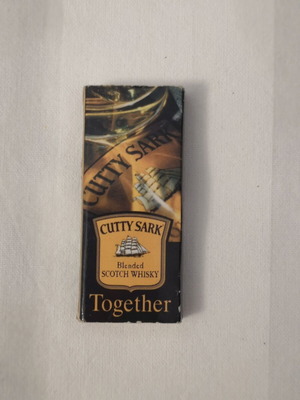 CUTTY SARK
CUTTY SARK
Blended
SCOTCH WHISKY
Together